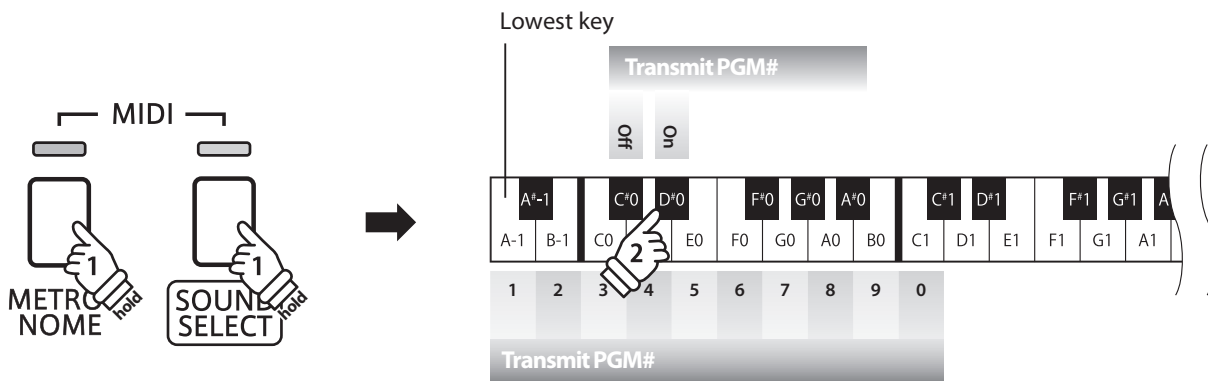 Lowest key
Transmit PGM#
Off
On
MIDI
1
hold
METRO
NOME
1
hold
SOUND
SELECT
A#-1 C#0 D#0 F#0 G#0 A#0 C#1 D#1 F#1 G#1 A
A-1 B-1 C0 E0 F0 G0 A0 B0 C1 D1 E1 F1 G1 A1
2
1 2 3 4 5 6 7 8 9 0
Transmit PGM#